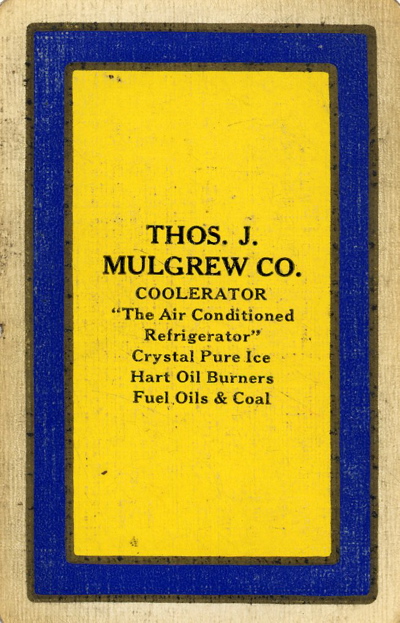 THOS. J.
MULGREW CO.
COOLERATOR
"The Air Conditioned
Refrigerator"
Crystal Pure Ice
Hart Oil Burners
Fuel Oils & Coal